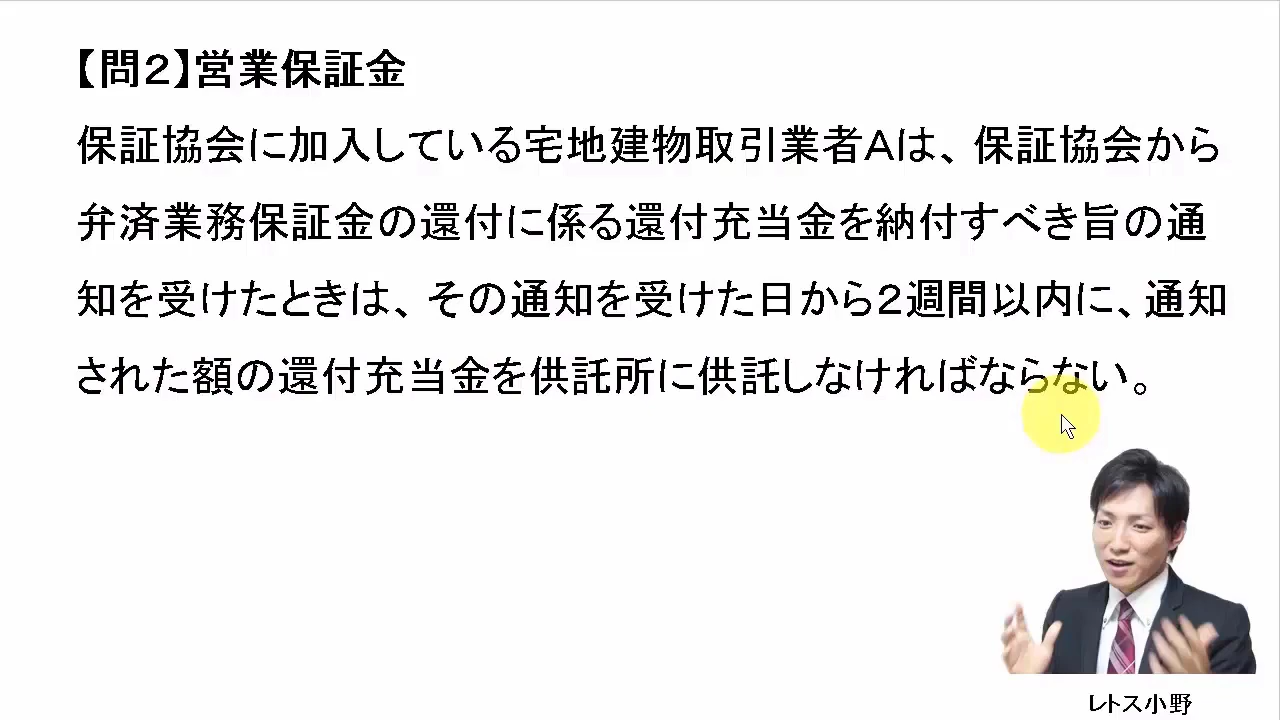 【問2】営業保証金
保証協会に加入している宅地建物取引業者Aは、保証協会から
弁済業務保証金の還付に係る還付充当金を納付すべき旨の通
知を受けたときは、その通知を受けた日から2週間以内に、通知
された額の還付充当金を供託所に供託しなければならない。
レトス小野